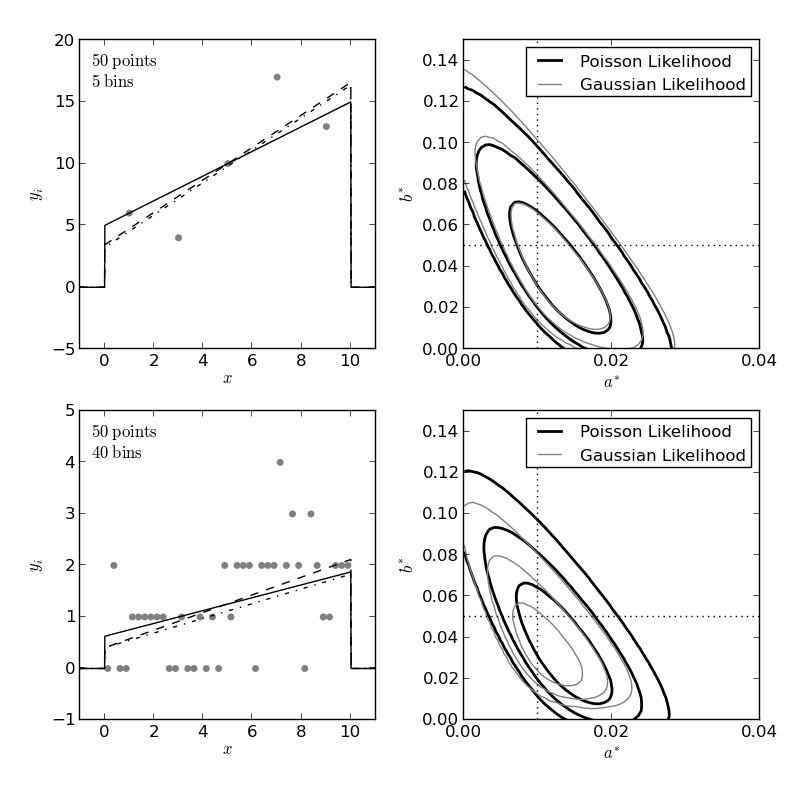 20
15
10
5
0
−5
50 points
5 bins
y_i
0 2 4 6 8 10
x
0.14
0.12
0.10
0.08
0.06
0.04
0.02
0.00
Poisson Likelihood
Gaussian Likelihood
b*
0.00 0.02 0.04
a*
5
4
3
2
1
0
−1
50 points
40 bins
y_i
0 2 4 6 8 10
x
0.14
0.12
0.10
0.08
0.06
0.04
0.02
0.00
Poisson Likelihood
Gaussian Likelihood
b*
0.00 0.02 0.04
a*